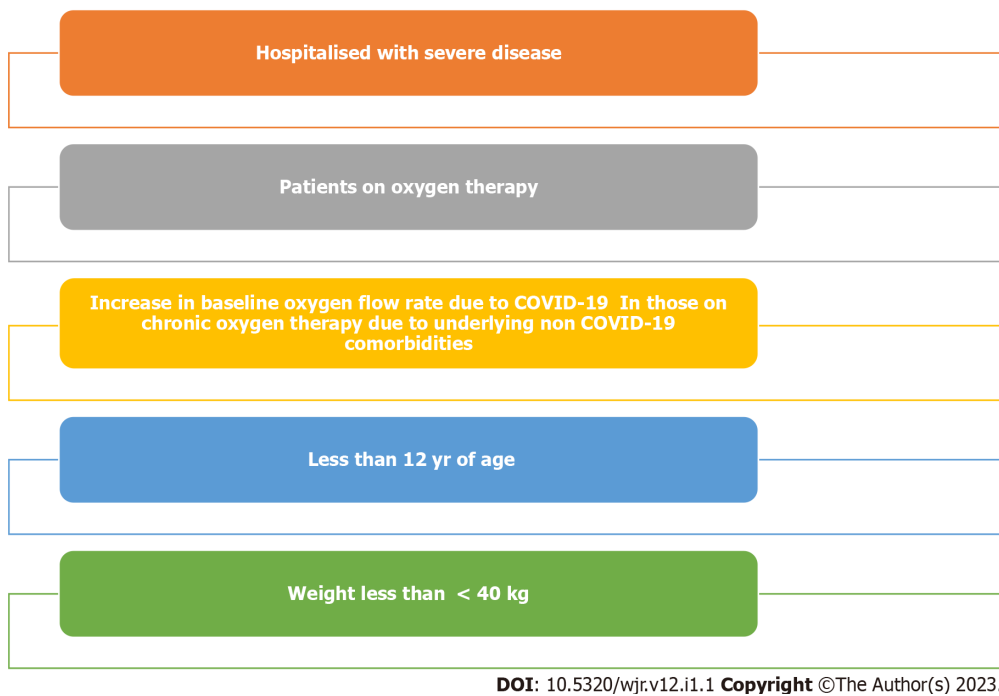 Hospitalised with severe disease
Patients on oxygen therapy
Increase in baseline oxygen flow rate due to COVID-19  In those on
chronic oxygen therapy due to underlying non COVID-19
comorbidities
Less than 12 yr of age
Weight less than  < 40 kg
DOI: 10.5320/wjr.v12.i1.1 Copyright ©The Author(s) 2023.